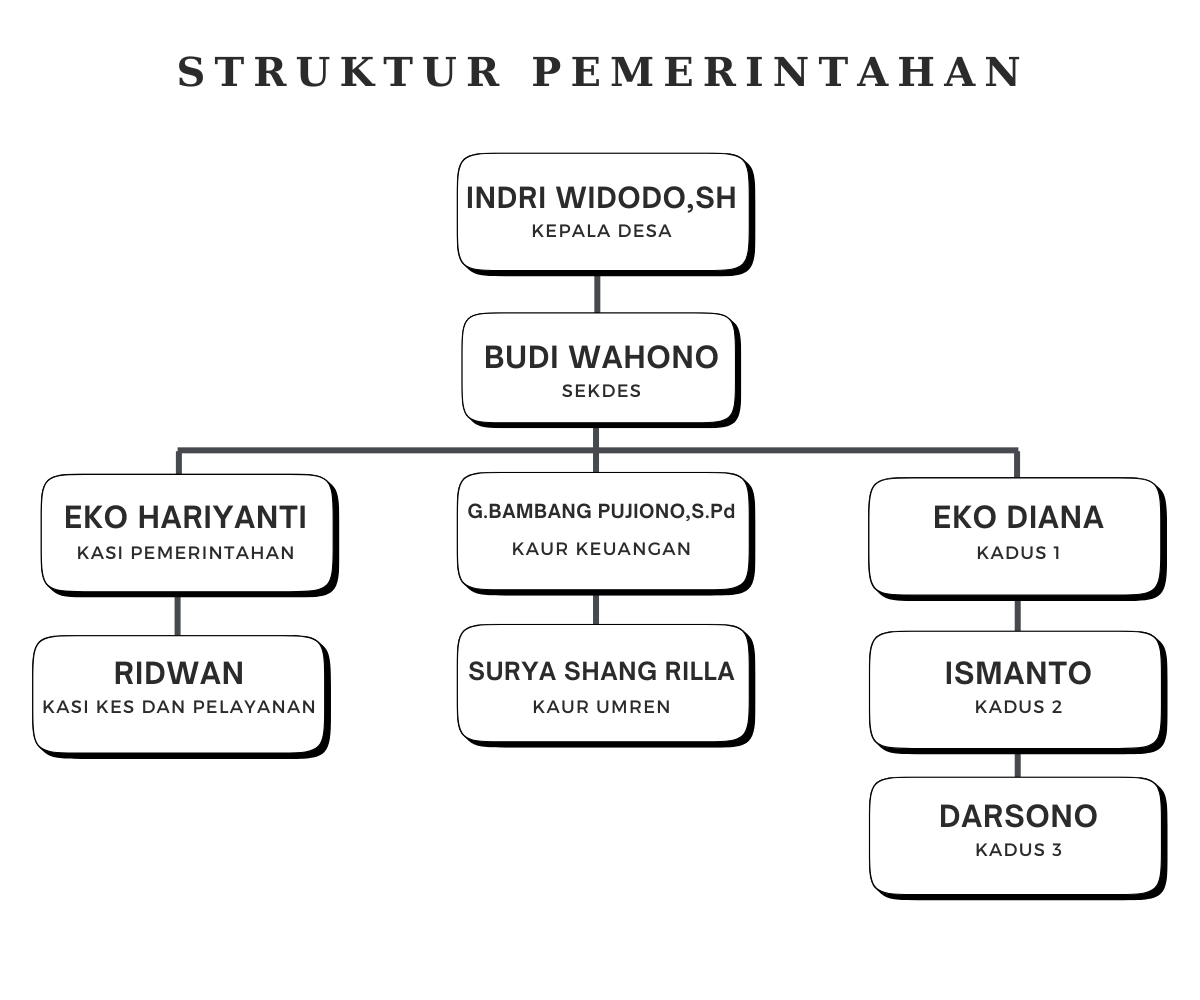 STRUKTUR PEMERINTAHAN
INDRI WIDODO,SH
KEPALA DESA
BUDI WAHONO
SEKDES
EKO HARIYANTI
KASI PEMERINTAHAN
G.BAMBANG PUJIONO,S.Pd
KAUR KEUANGAN
EKO DIANA
KADUS 1
RIDWAN
KASI KES DAN PELAYANAN
SURYA SHANG RILLA
KAUR UMREN
ISMANTO
KADUS 2
DARSONO
KADUS 3